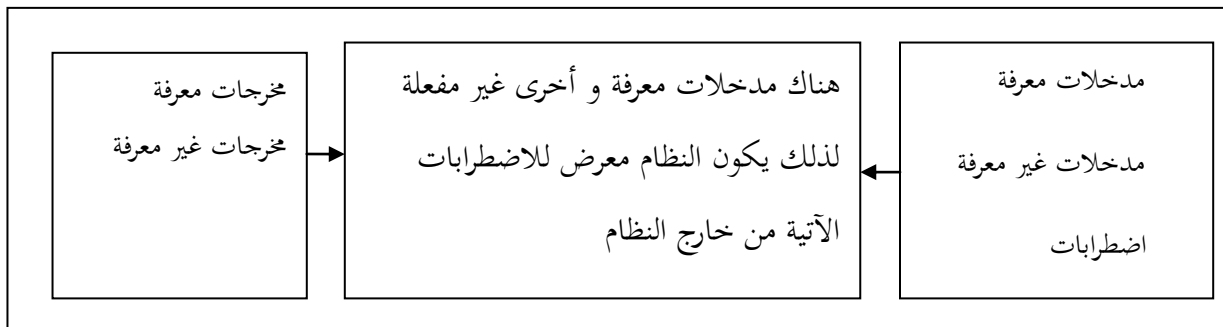 مدخلات معرفة
مدخلات غير معرفة
اضطرابات
هناك مدخلات معرفة و أخرى غير مفعلة
لذلك يكون النظام معرض للاضطرابات
الآتية من خارج النظام
مخرجات معرفة
مخرجات غير معرفة